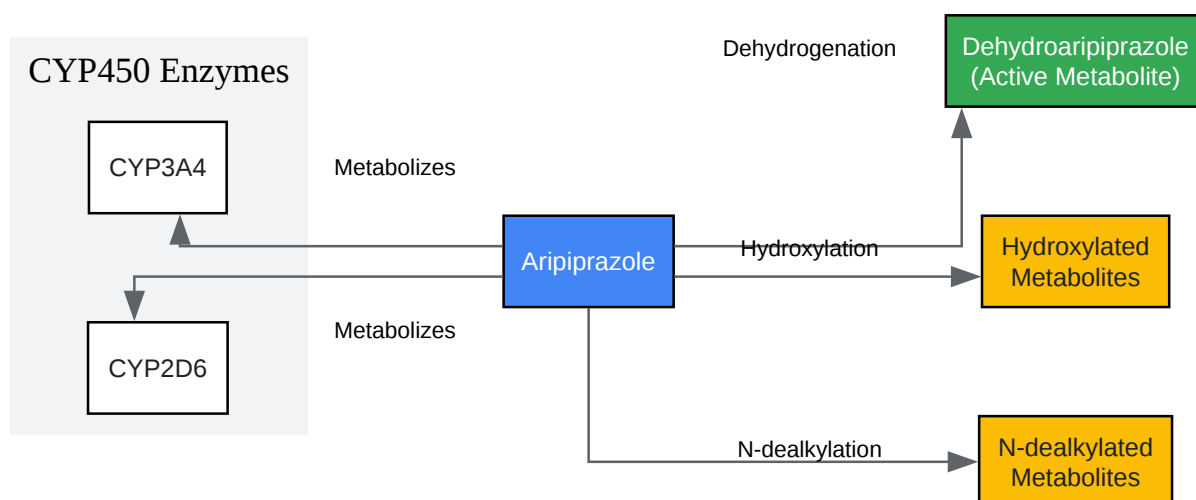 CYP450 Enzymes
CYP3A4
CYP2D6
Metabolizes
Metabolizes
Aripiprazole
Dehydrogenation
Hydroxylation
N-dealkylation
Dehydroaripiprazole
(Active Metabolite)
Hydroxylated
Metabolites
N-dealkylated
Metabolites